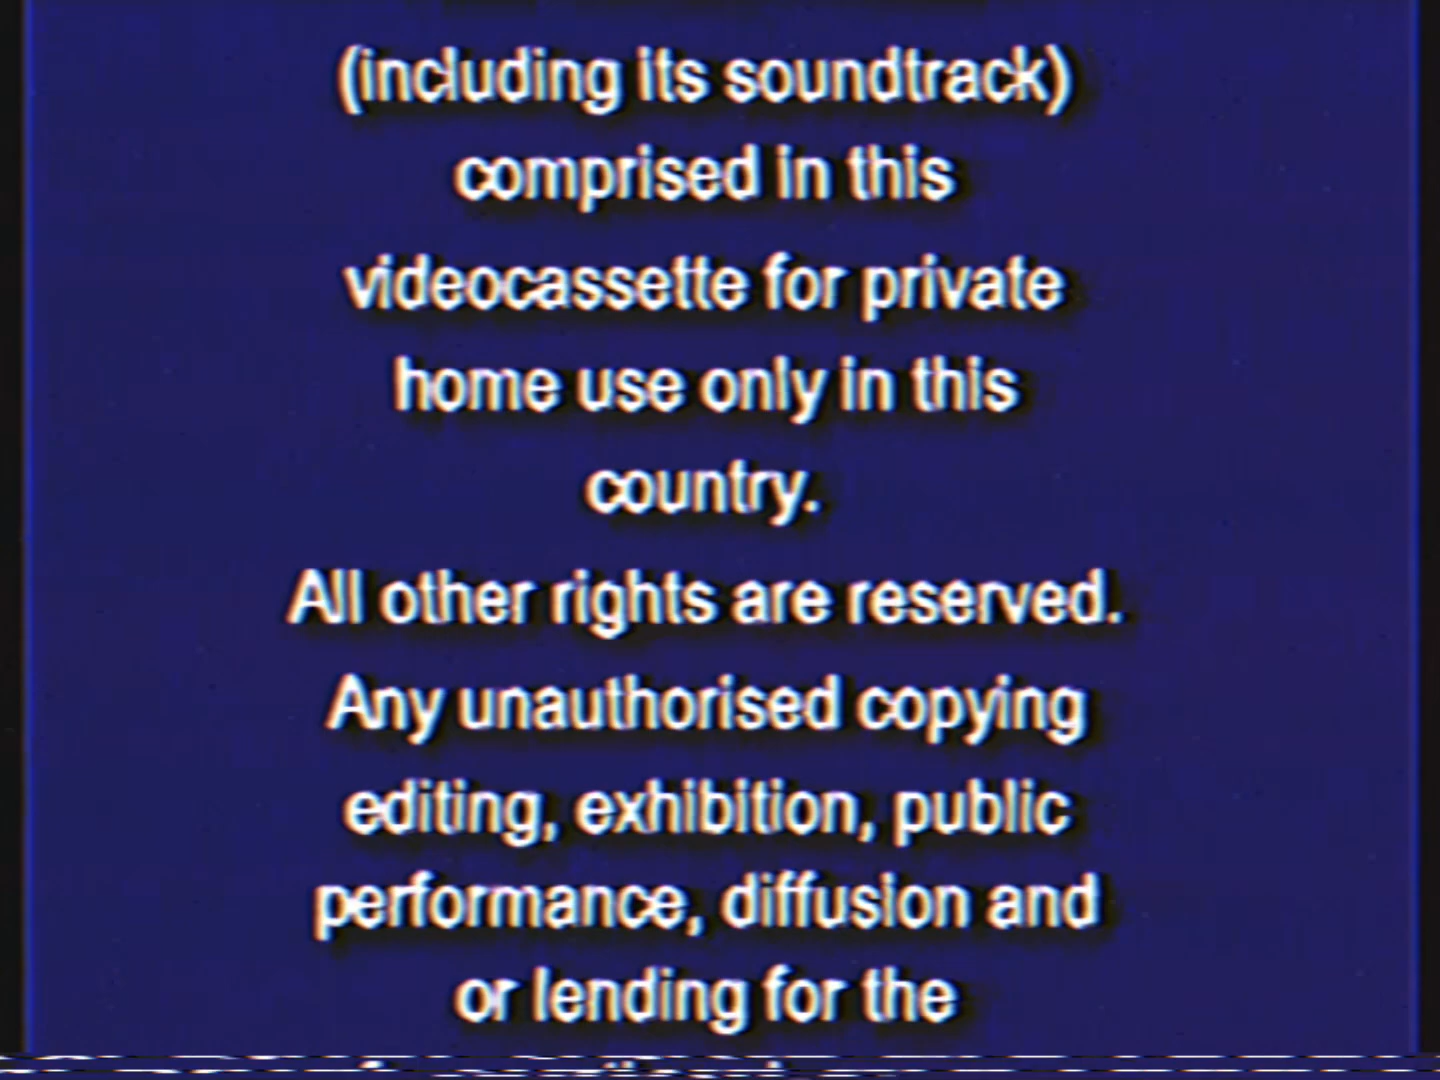 (including its soundtrack)
comprised in this
videocassette for private
home use only in this
country.
All other rights are reserved.
Any unauthorised copying
editing, exhibition, public
performance, diffusion and
or lending for the